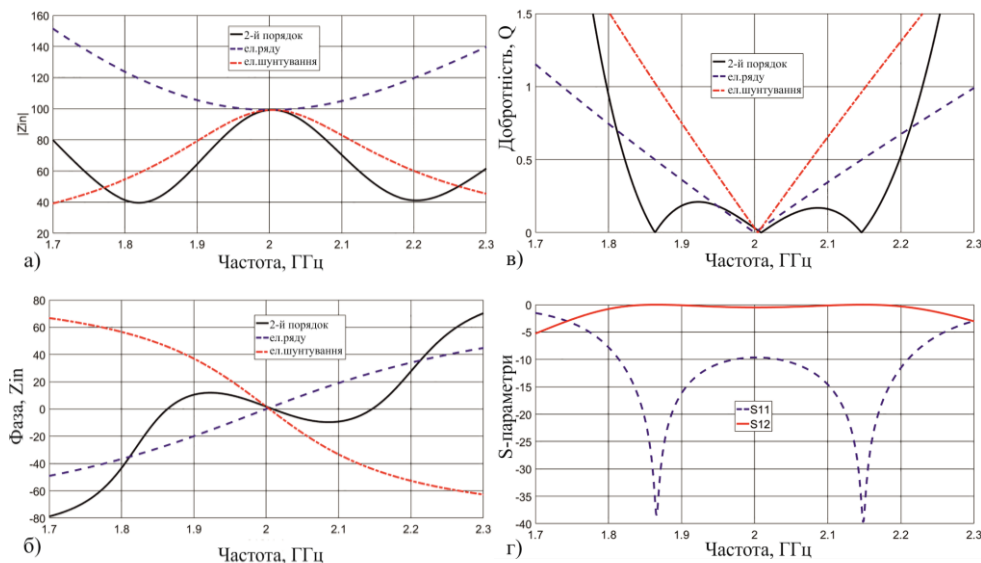 160
140
120
100
80
60
40
20
|Zin|
2-й порядок
ел.ряду
ел.шунтування
1.7 1.8 1.9 2 2.1 2.2 2.3
а)
Частота, ГГц
1.5
1
0.5
0
Добротність, Q
2-й порядок
ел.ряду
ел.шунтування
1.7 1.8 1.9 2 2.1 2.2 2.3
в)
Частота, ГГц
80
60
40
20
0
-20
-40
-60
-80
Фаза, Zin
2-й порядок
ел.ряду
ел.шунтування
1.7 1.8 1.9 2 2.1 2.2 2.3
б)
Частота, ГГц
0
-5
-10
-15
-20
-25
-30
-35
-40
S-параметри
S11
S12
1.7 1.8 1.9 2 2.1 2.2 2.3
г)
Частота, ГГц